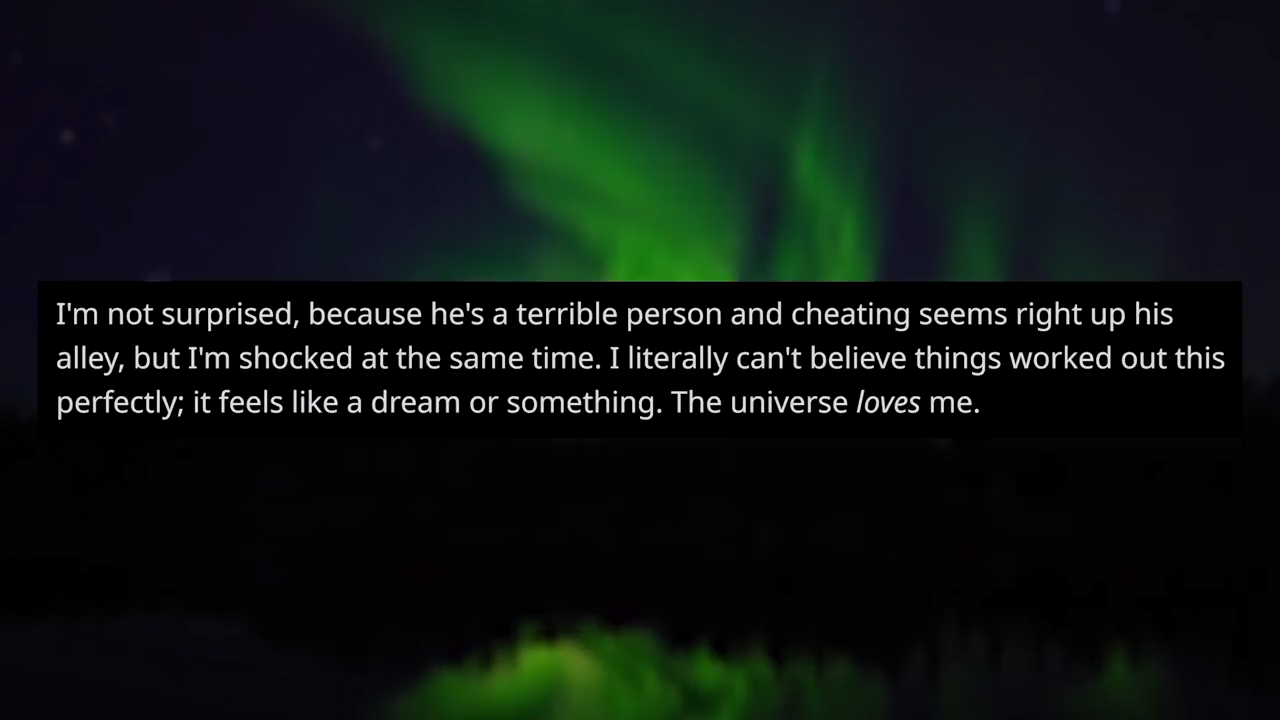 I'm not surprised, because he's a terrible person and cheating seems right up his
alley, but I'm shocked at the same time. I literally can't believe things worked out this
perfectly; it feels like a dream or something. The universe loves me.